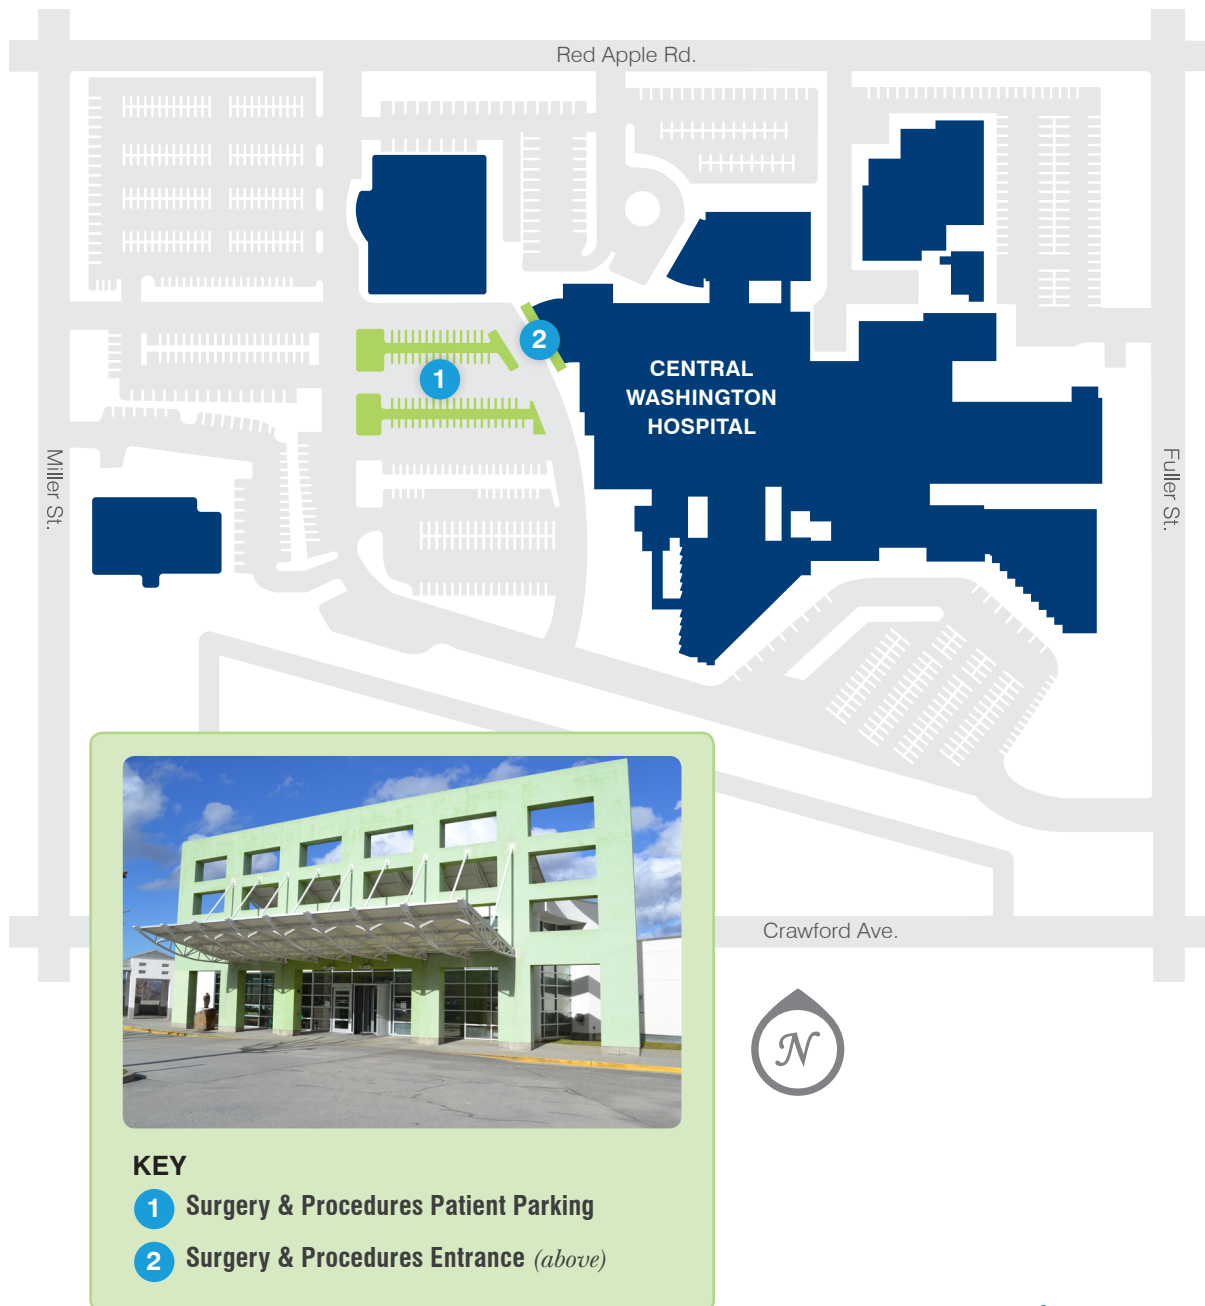 Red Apple Rd.
2
1
CENTRAL
WASHINGTON
HOSPITAL
Miller St.
Fuller St.
Crawford Ave.
N
KEY
1 Surgery & Procedures Patient Parking
2 Surgery & Procedures Entrance (above)